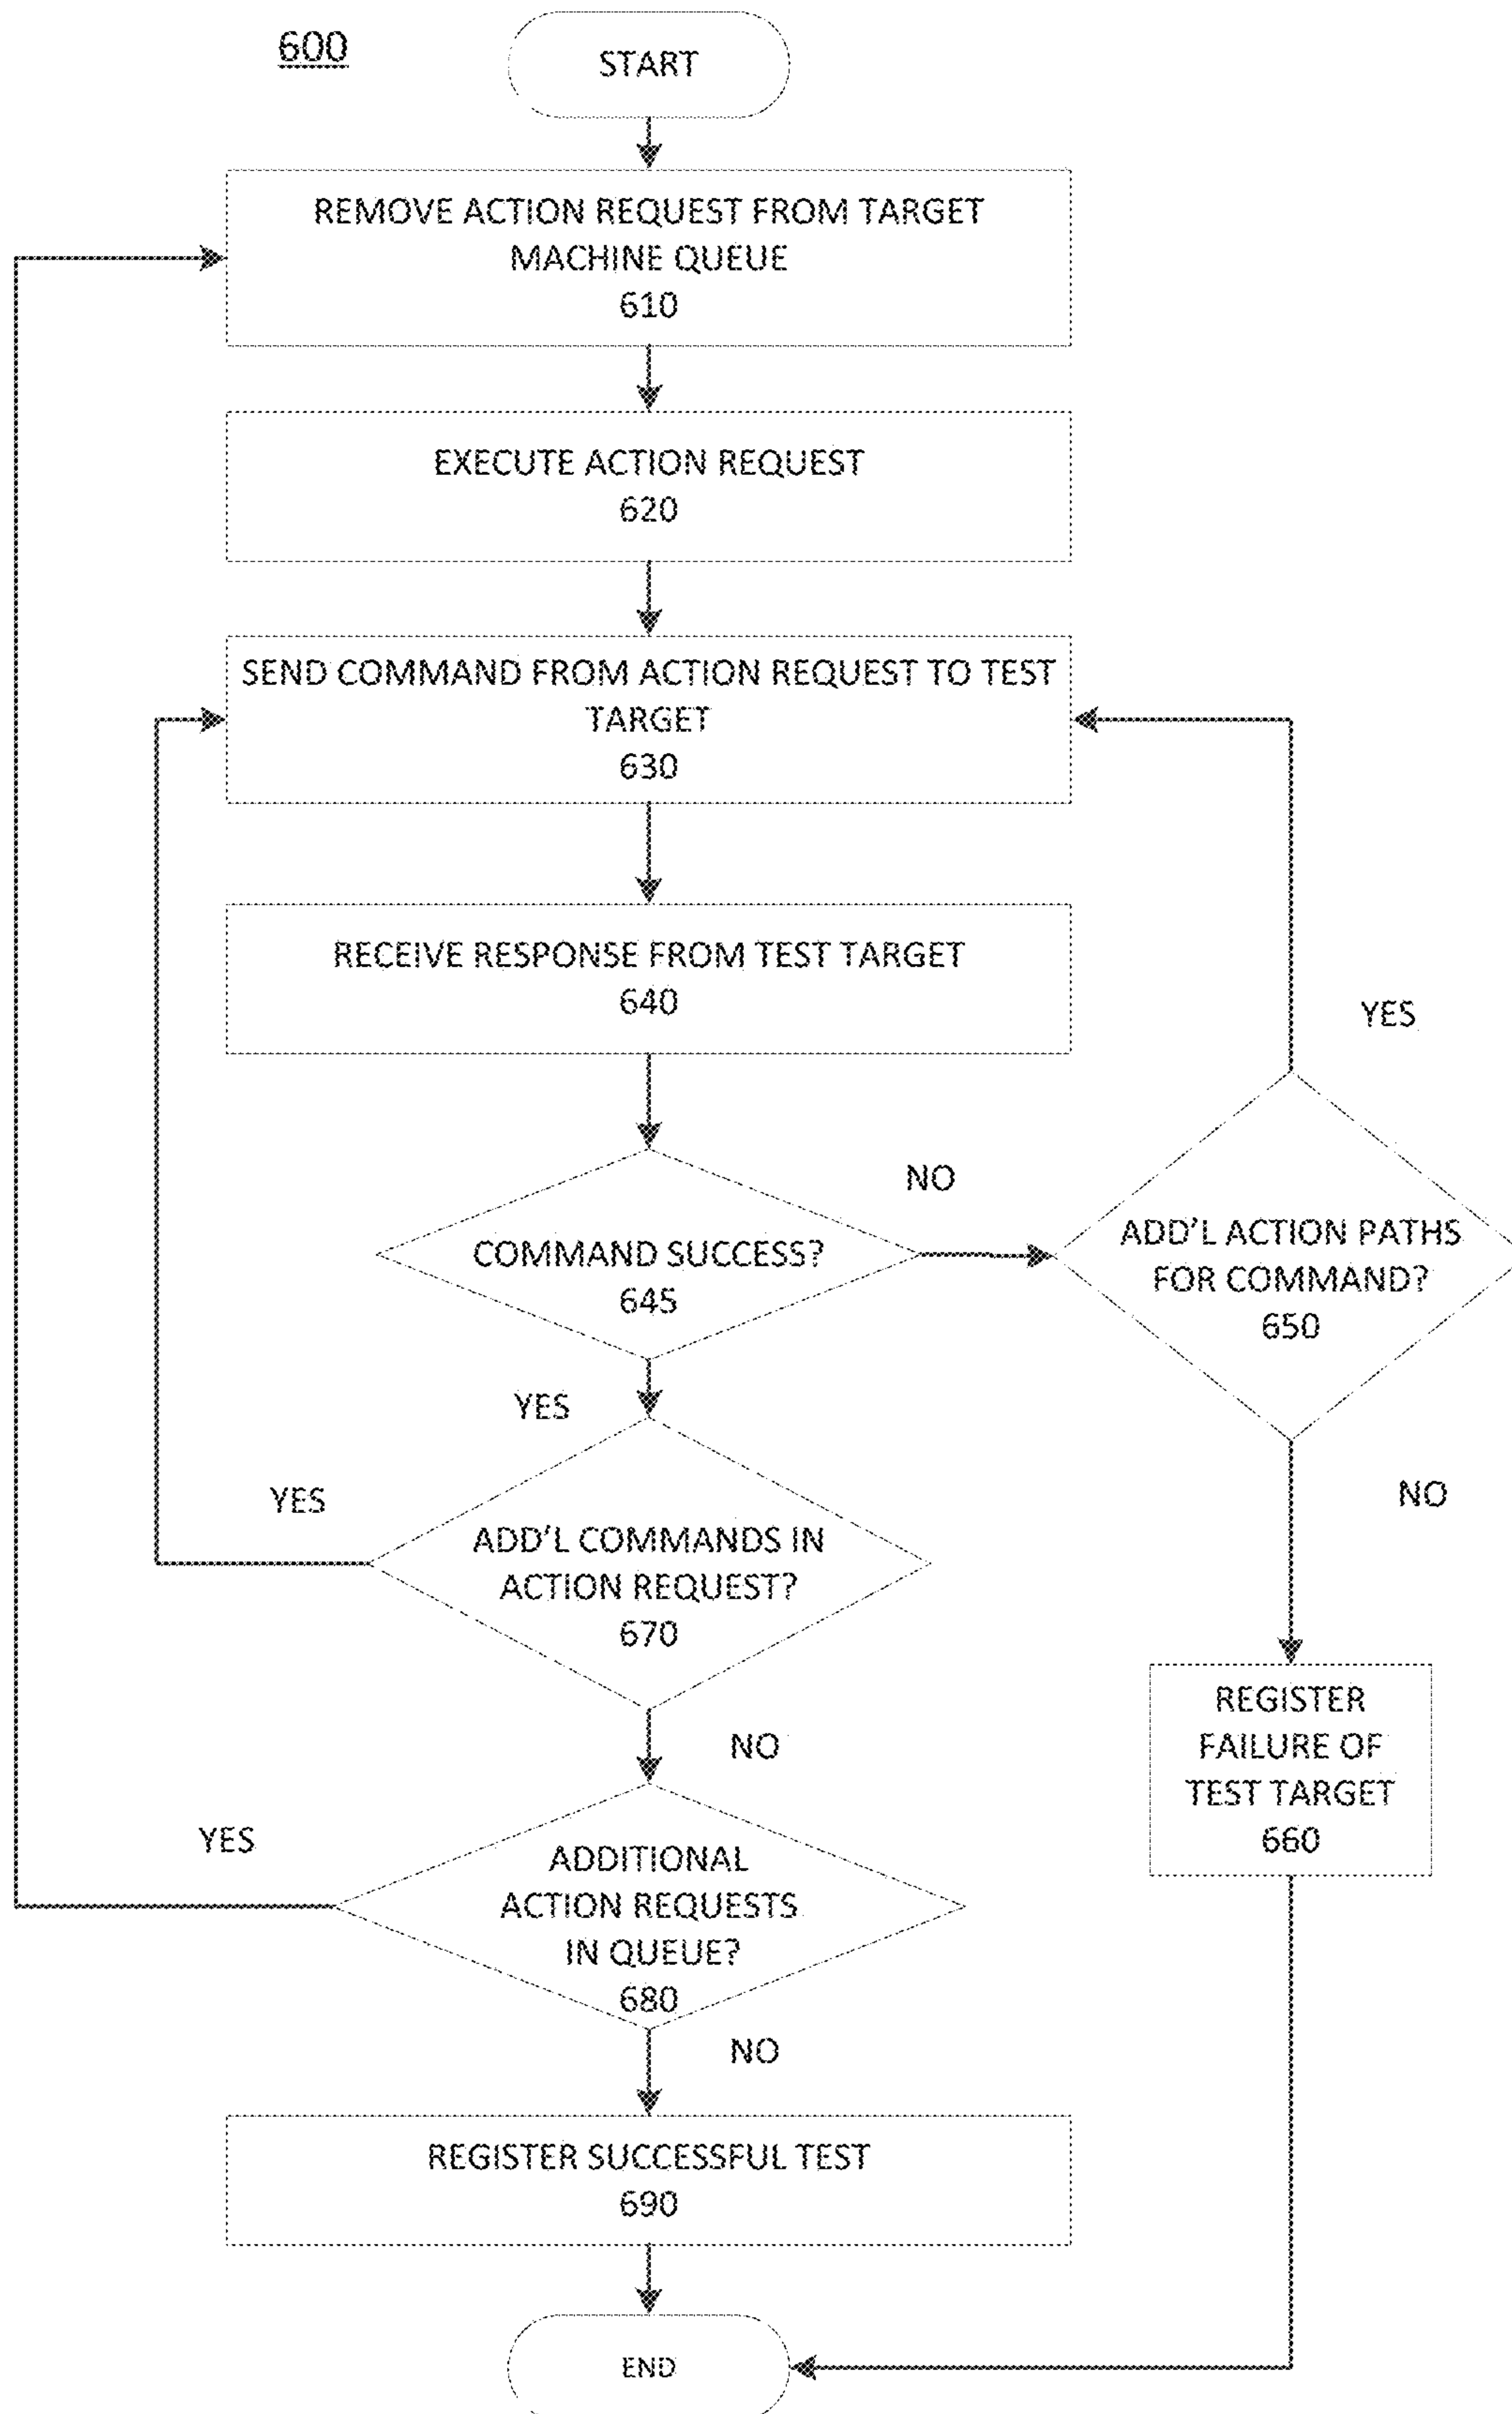 600
START
REMOVE ACTION REQUEST FROM TARGET
MACHINE QUEUE
610
EXECUTE ACTION REQUEST
620
SEND COMMAND FROM ACTION REQUEST TO TEST
TARGET
630
RECEIVE RESPONSE FROM TEST TARGET
640
YES
NO
COMMAND SUCCESS?
645
ADD'L ACTION PATHS
FOR COMMAND?
650
YES
NO
YES
ADD'L COMMANDS IN
ACTION REQUEST?
670
REGISTER
FAILURE OF
TEST TARGET
660
NO
YES
ADDITIONAL
ACTION REQUESTS
IN QUEUE?
680
NO
REGISTER SUCCESSFUL TEST
690
END